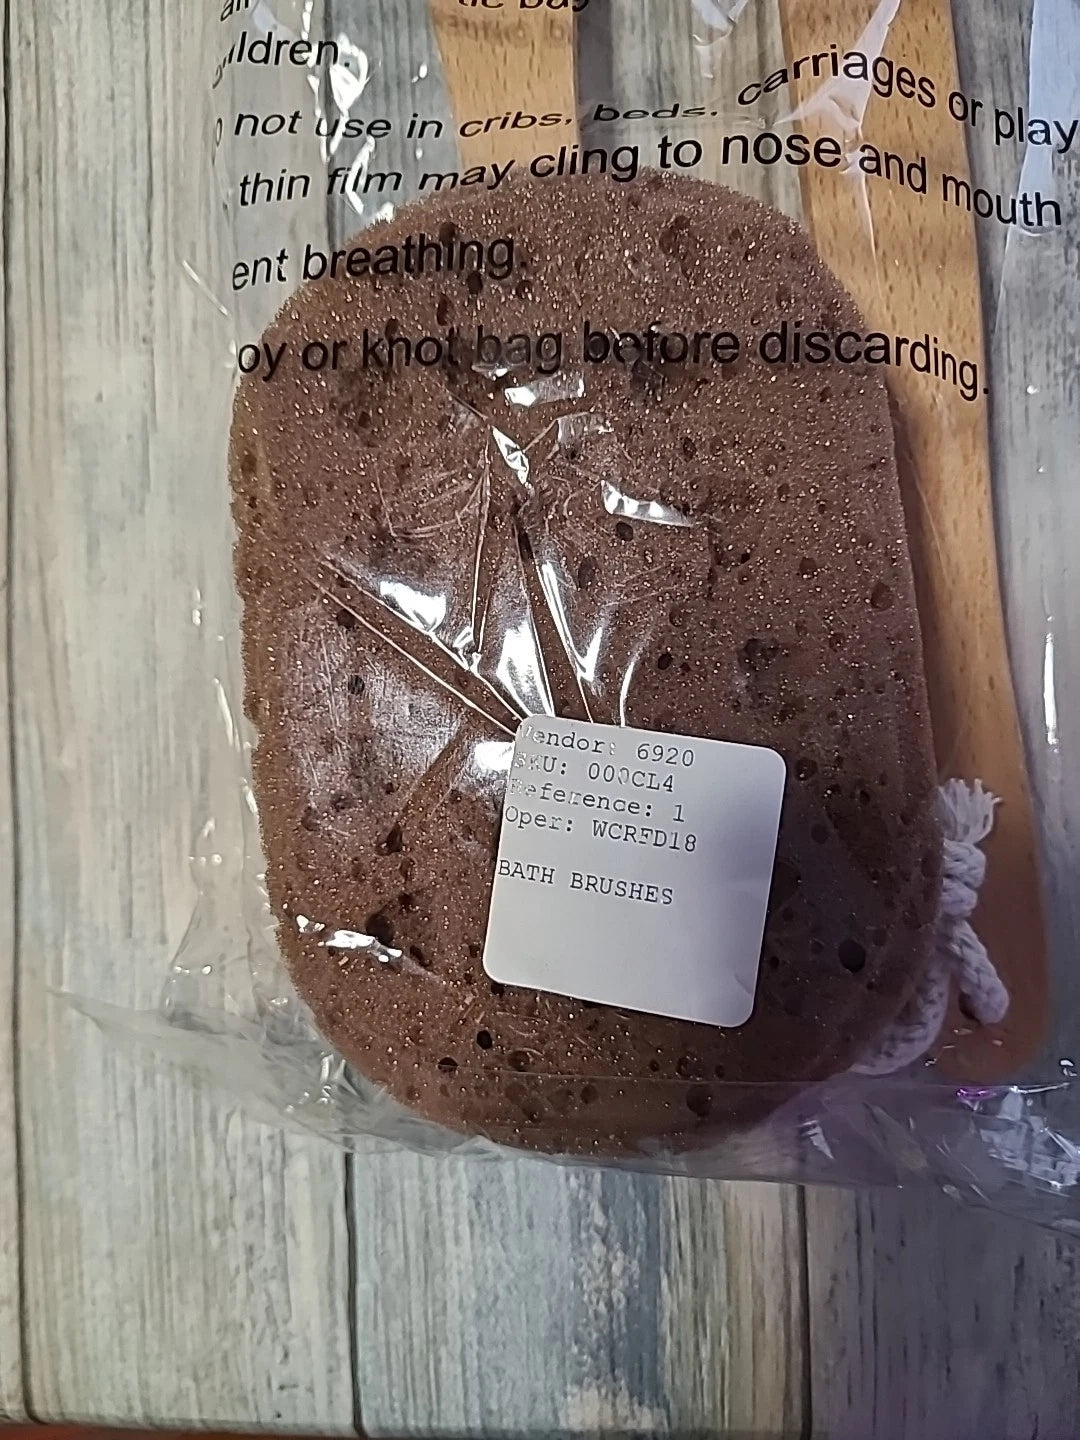 ildren.
not use in cribs, beds, carriages or play
thin film may cling to nose and mouth
ent breathing.
oy or knot bag before discarding.
Vendor: 6920
SKU: 000CL4
Reference: 1
Oper: WCRFD18
BATH BRUSHES